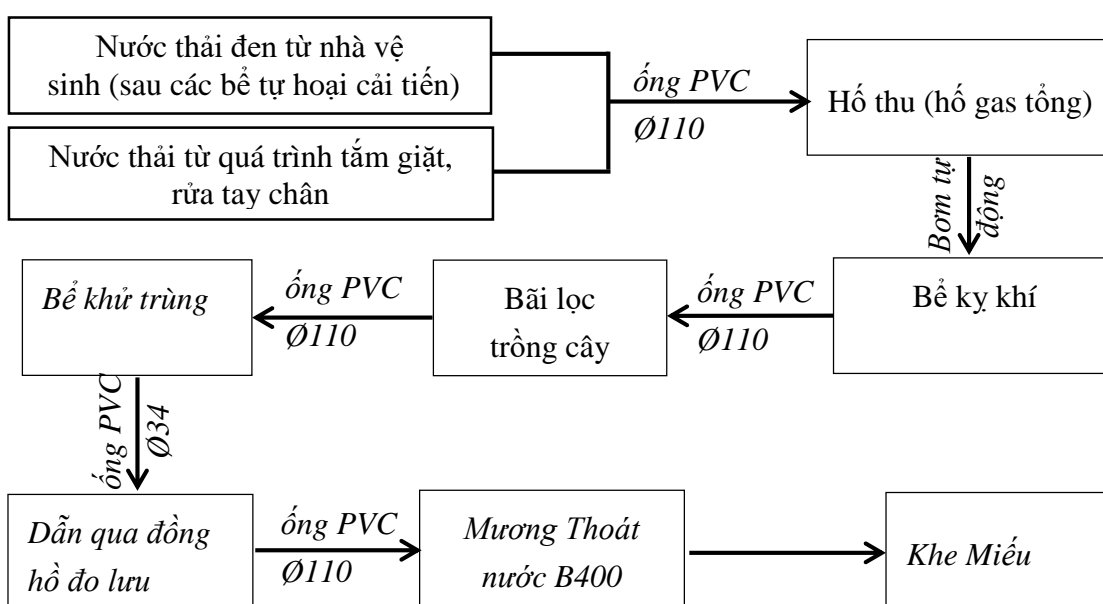 Nước thải đen từ nhà vệ
sinh (sau các bể tự hoại cải tiến)
Nước thải từ quá trình tắm giặt,
rửa tay chân
ống PVC
Ø110
Hố thu (hố gas tổng)
Bơm tự
động
Bể kỵ khí
ống PVC
Ø110
Bãi lọc
trồng cây
ống PVC
Ø110
Bể khử trùng
ống PVC
Ø34
Dẫn qua đồng
hồ đo lưu
ống PVC
Ø110
Mương Thoát
nước B400
Khe Miếu